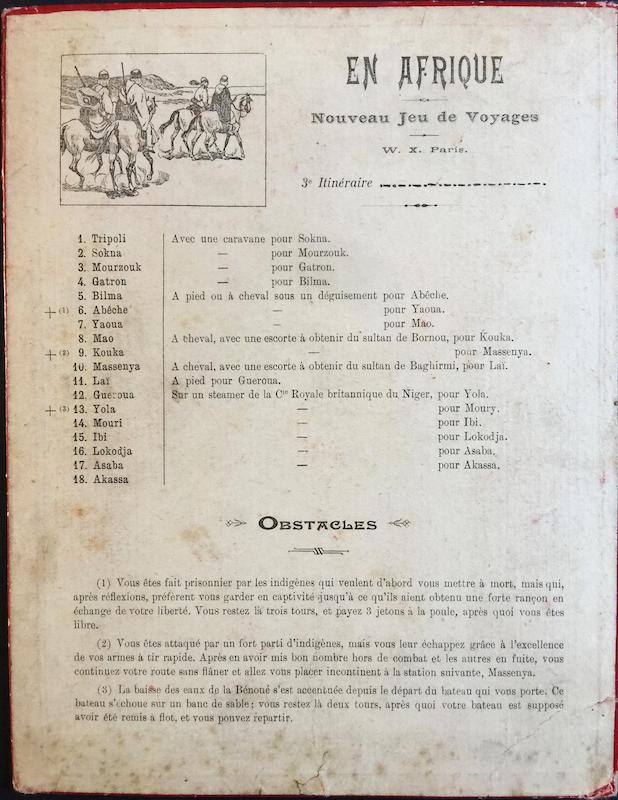 EN AFRIQUE
Nouveau Jeu de Voyages
W. X. Paris.
3e Itinéraire
1. Tripoli Avec une caravane pour Sokna.
2. Sokna — pour Mourzouk.
3. Mourzouk — pour Gatron.
4. Gatron — pour Bilma.
5. Bilma A pied ou à cheval sous un déguisement pour Abéche.
+ (1) 6. Abéche — pour Yaoua.
7. Yaoua — pour Mao.
8. Mao A cheval, avec une escorte à obtenir du sultan de Bornou, pour Kouka.
+ (2) 9. Kouka — pour Massenya.
10. Massenya A cheval, avec une escorte à obtenir du sultan de Baghirmi, pour Laï.
11. Laï A pied pour Gueroua.
12. Gueroua Sur un steamer de la Cie Royale britannique du Niger, pour Yola.
+ (3) 13. Yola — pour Moury.
14. Mouri — pour Ibi.
15. Ibi — pour Lokodja.
16. Lokodja — pour Asaba.
17. Asaba — pour Akassa.
18. Akassa
OBSTACLES
(1) Vous êtes fait prisonnier par les indigènes qui veulent d'abord vous mettre à mort, mais qui,
après réflexions, préfèrent vous garder en captivité jusqu'à ce qu'ils aient obtenu une forte rançon en
échange de votre liberté. Vous restez là trois tours, et payez 3 jetons à la poule, après quoi vous êtes
libre.
(2) Vous êtes attaqué par un fort parti d'indigènes, mais vous leur échappez grâce à l'excellence
de vos armes à tir rapide. Après en avoir mis bon nombre hors de combat et les autres en fuite, vous
continuez votre route sans flâner et allez vous placer incontinent à la station suivante, Massenya.
(3) La baisse des eaux de la Bénoué s'est accentuée depuis le départ du bateau qui vous porte. Ce
bateau s'échoue sur un banc de sable; vous restez là deux tours, après quoi votre bateau est supposé
avoir été remis à flot, et vous pouvez repartir.